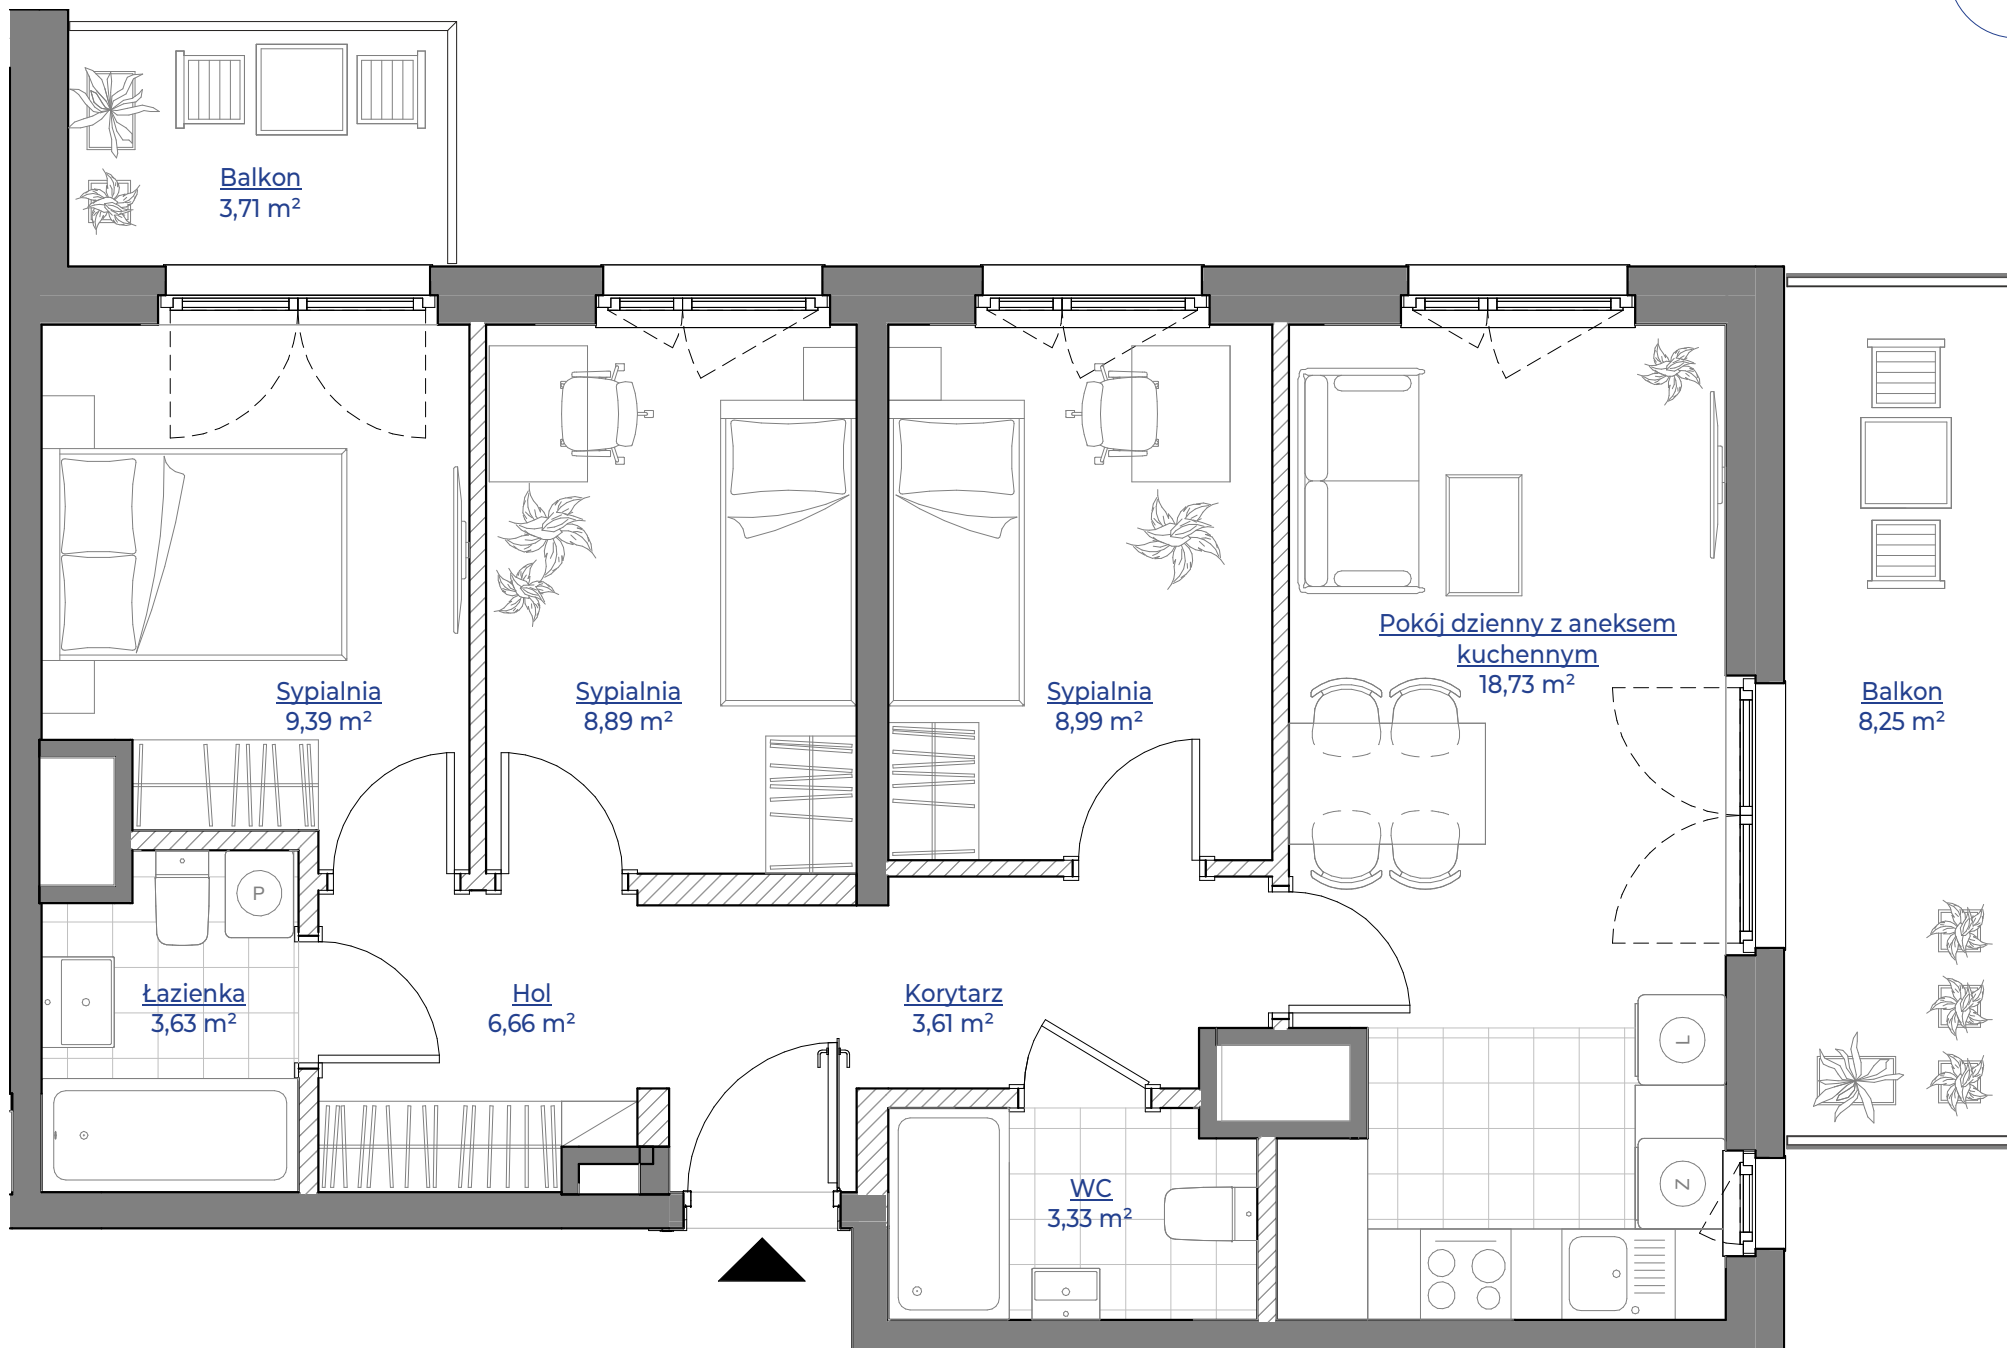 Balkon
3,71 m²
Sypialnia
9,39 m²
Sypialnia
8,89 m²
Sypialnia
8,99 m²
Pokój dzienny z aneksem
kuchennym
18,73 m²
Balkon
8,25 m²
P
Łazienka
3,63 m²
Hol
6,66 m²
Korytarz
3,61 m²
L
WC
3,33 m²
Z